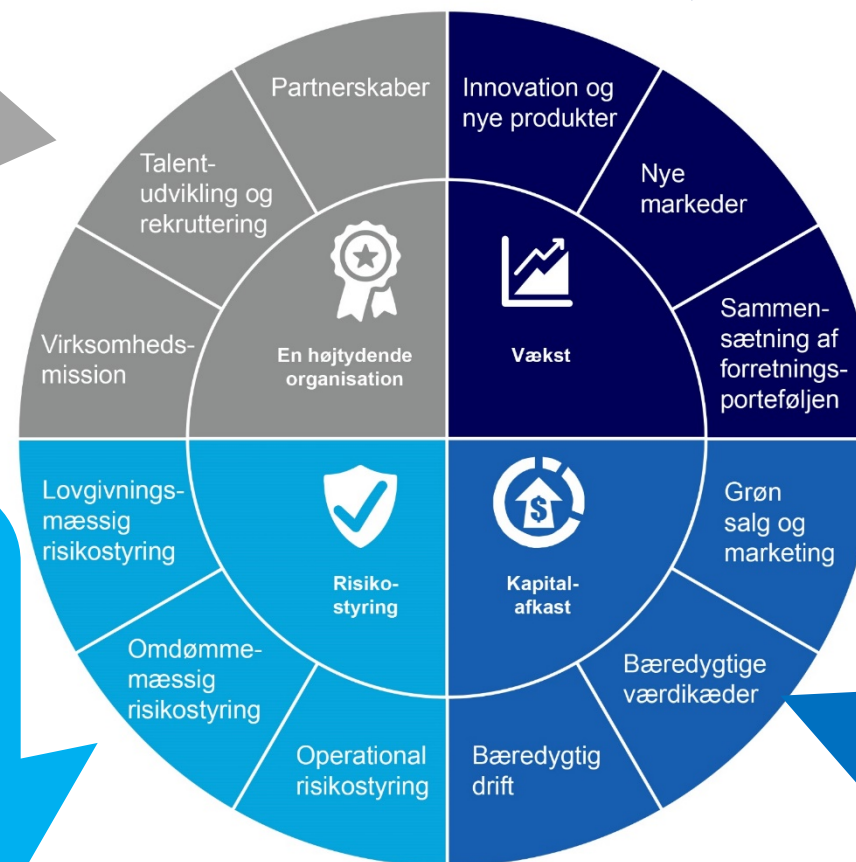 Partnerskaber
Innovation og
nye produkter
Talent-
udvikling og
rekruttering
Nye
markeder
Virksomheds-
mission
Sammen-
sætning af
forretnings-
porteføljen
En højtydende
organisation
Vækst
Lovgivnings-
mæssig
risikostyring
Grøn
salg og
marketing
$
Risiko-
styring
Kapital-
afkast
Omdømme-
mæssig
risikostyring
Bæredygtige
værdikæder
Operational
risikostyring
Bæredygtig
drift